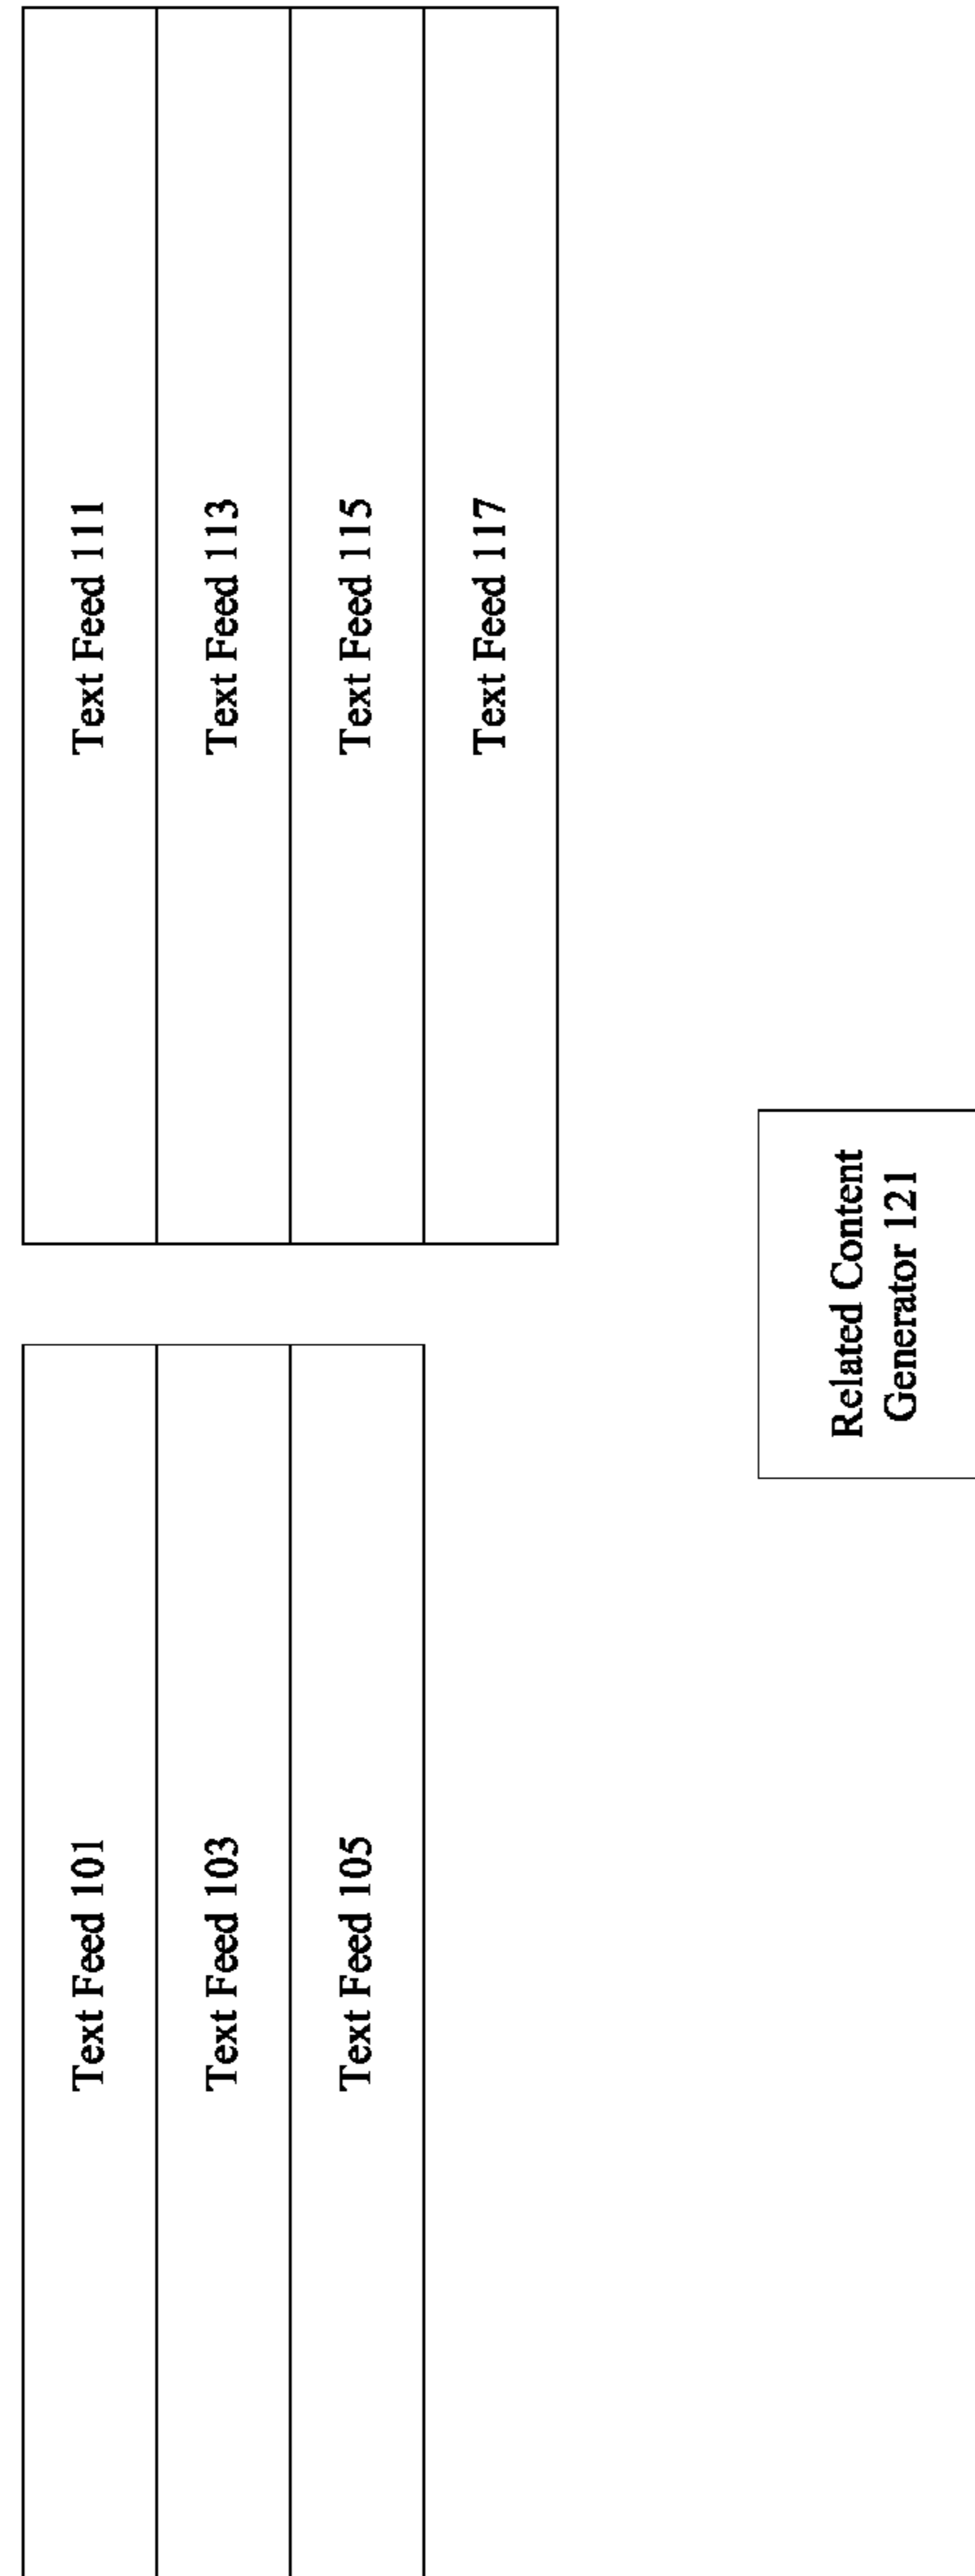 Text Feed 101
Text Feed 103
Text Feed 105
Text Feed 111
Text Feed 113
Text Feed 115
Text Feed 117
Related Content
Generator 121